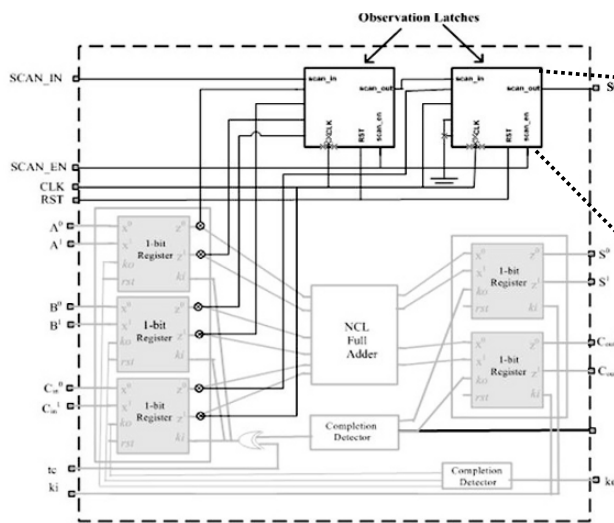 Observation Latches
SCAN_IN
scan_in
scan_out
CLK
RST
scan_en
scan_in
scan_out
CLK
RST
scan_en
SCAN_EN
CLK
RST
A⁰
A¹
x⁰
z⁰
x¹
1-bit
Register
z¹
ko
ki
rst
B⁰
B¹
x⁰
z⁰
x¹
1-bit
Register
z¹
ko
ki
rst
x⁰
z⁰
x¹
1-bit
Register
z¹
ko
ki
rst
NCL
Full
Adder
x⁰
z⁰
x¹
1-bit
Register
z¹
ko
ki
rst
S⁰
S¹
x⁰
z⁰
x¹
1-bit
Register
z¹
ko
ki
rst
Completion
Detector
Completion
Detector
ki